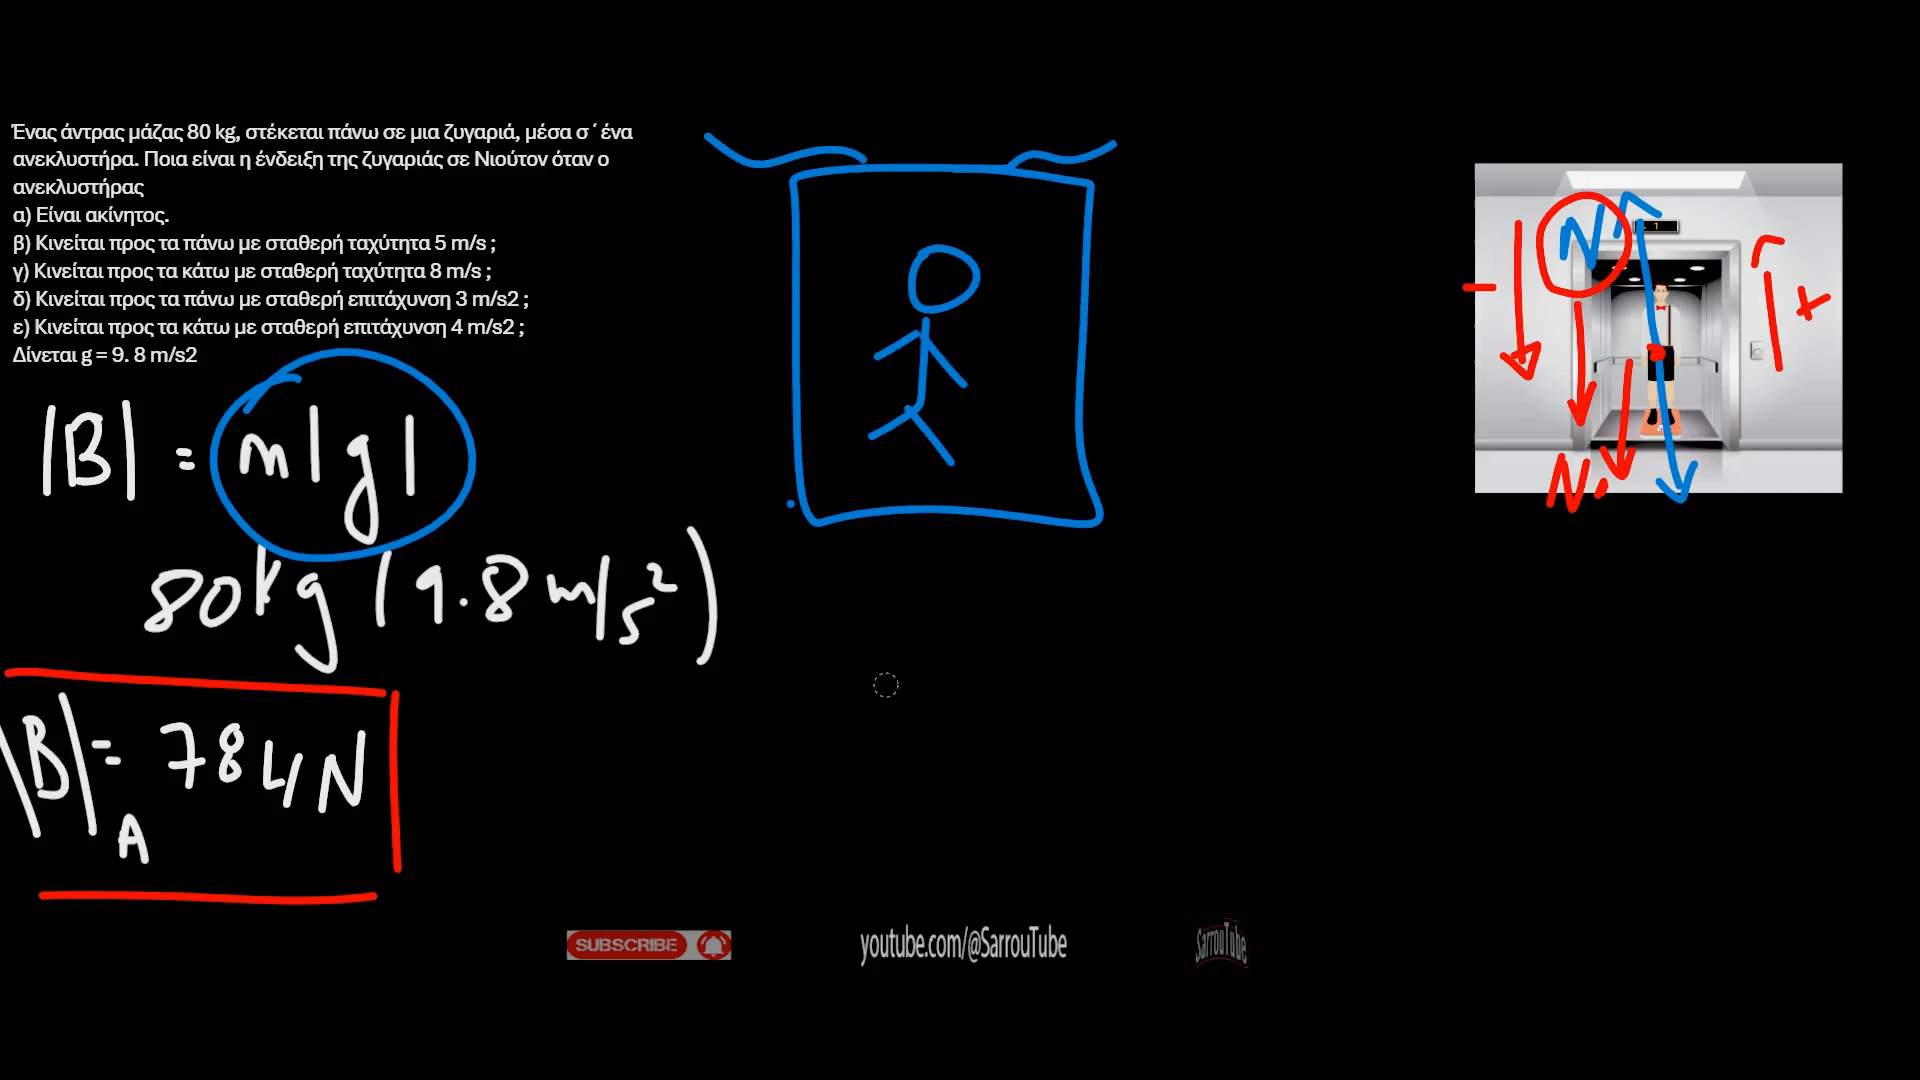 Ένας άντρας μάζας 80 kg, στέκεται πάνω σε μια ζυγαριά, μέσα σ΄ένα
ανεκλυστήρα. Ποια είναι η ένδειξη της ζυγαριάς σε Νιούτον όταν ο
ανεκλυστήρας
α) Είναι ακίνητος.
β) Κινείται προς τα πάνω με σταθερή ταχύτητα 5 m/s ;
γ) Κινείται προς τα κάτω με σταθερή ταχύτητα 8 m/s ;
δ) Κινείται προς τα πάνω με σταθερή επιτάχυνση 3 m/s2 ;
ε) Κινείται προς τα κάτω με σταθερή επιτάχυνση 4 m/s2 ;
Δίνεται g = 9. 8 m/s2
|B| = m|g|
80kg (9.8 m/s²)
|B| = 784N
A
N
1
-
+
N.
SUBSCRIBE
youtube.com/@SarrouTube
SarrouTube